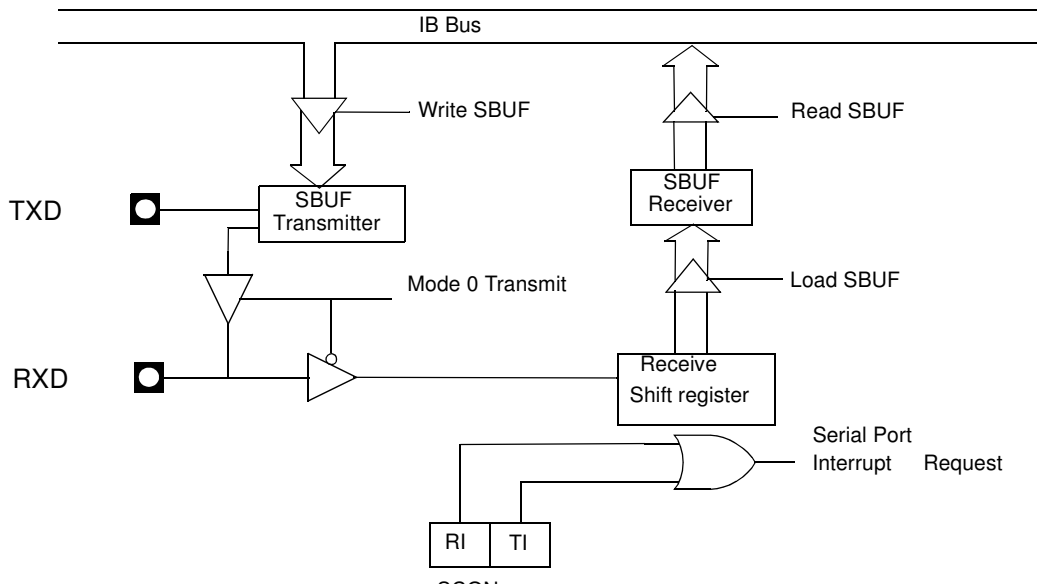 IB Bus
Write SBUF
Read SBUF
SBUF
Transmitter
SBUF
Receiver
TXD
Mode 0 Transmit
Load SBUF
RXD
Receive
Shift register
Serial Port
Interrupt Request
RI
TI